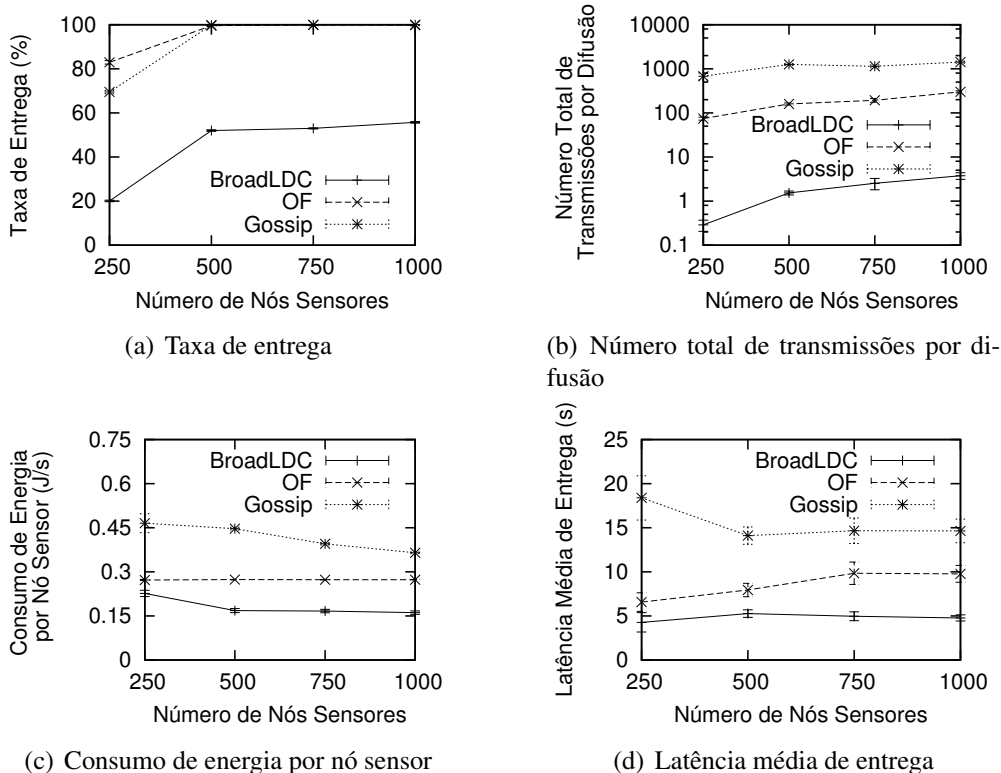 Taxa de Entrega (%)
100
80
60
40
20
0
BroadLDC
OF
Gossip
250 500 750 1000
Número de Nós Sensores
(a) Taxa de entrega
Número Total de
Transmissões por Difusão
10000
1000
100
10
1
0.1
BroadLDC
OF
Gossip
250 500 750 1000
Número de Nós Sensores
(b) Número total de transmissões por di-
fusão
Consumo de Energia
por Nó Sensor (J/s)
0.75
0.6
0.45
0.3
0.15
0
BroadLDC
OF
Gossip
250 500 750 1000
Número de Nós Sensores
(c) Consumo de energia por nó sensor
Latência Média de Entrega (s)
25
20
15
10
5
0
BroadLDC
OF
Gossip
250 500 750 1000
Número de Nós Sensores
(d) Latência média de entrega